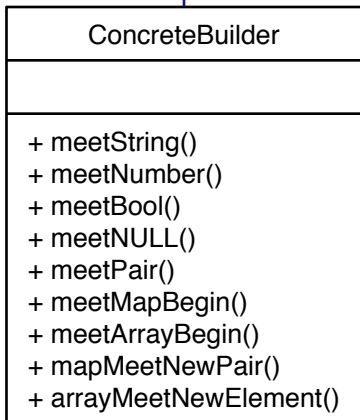 ConcreteBuilder
+ meetString()
+ meetNumber()
+ meetBool()
+ meetNULL()
+ meetPair()
+ meetMapBegin()
+ meetArrayBegin()
+ mapMeetNewPair()
+ arrayMeetNewElement()